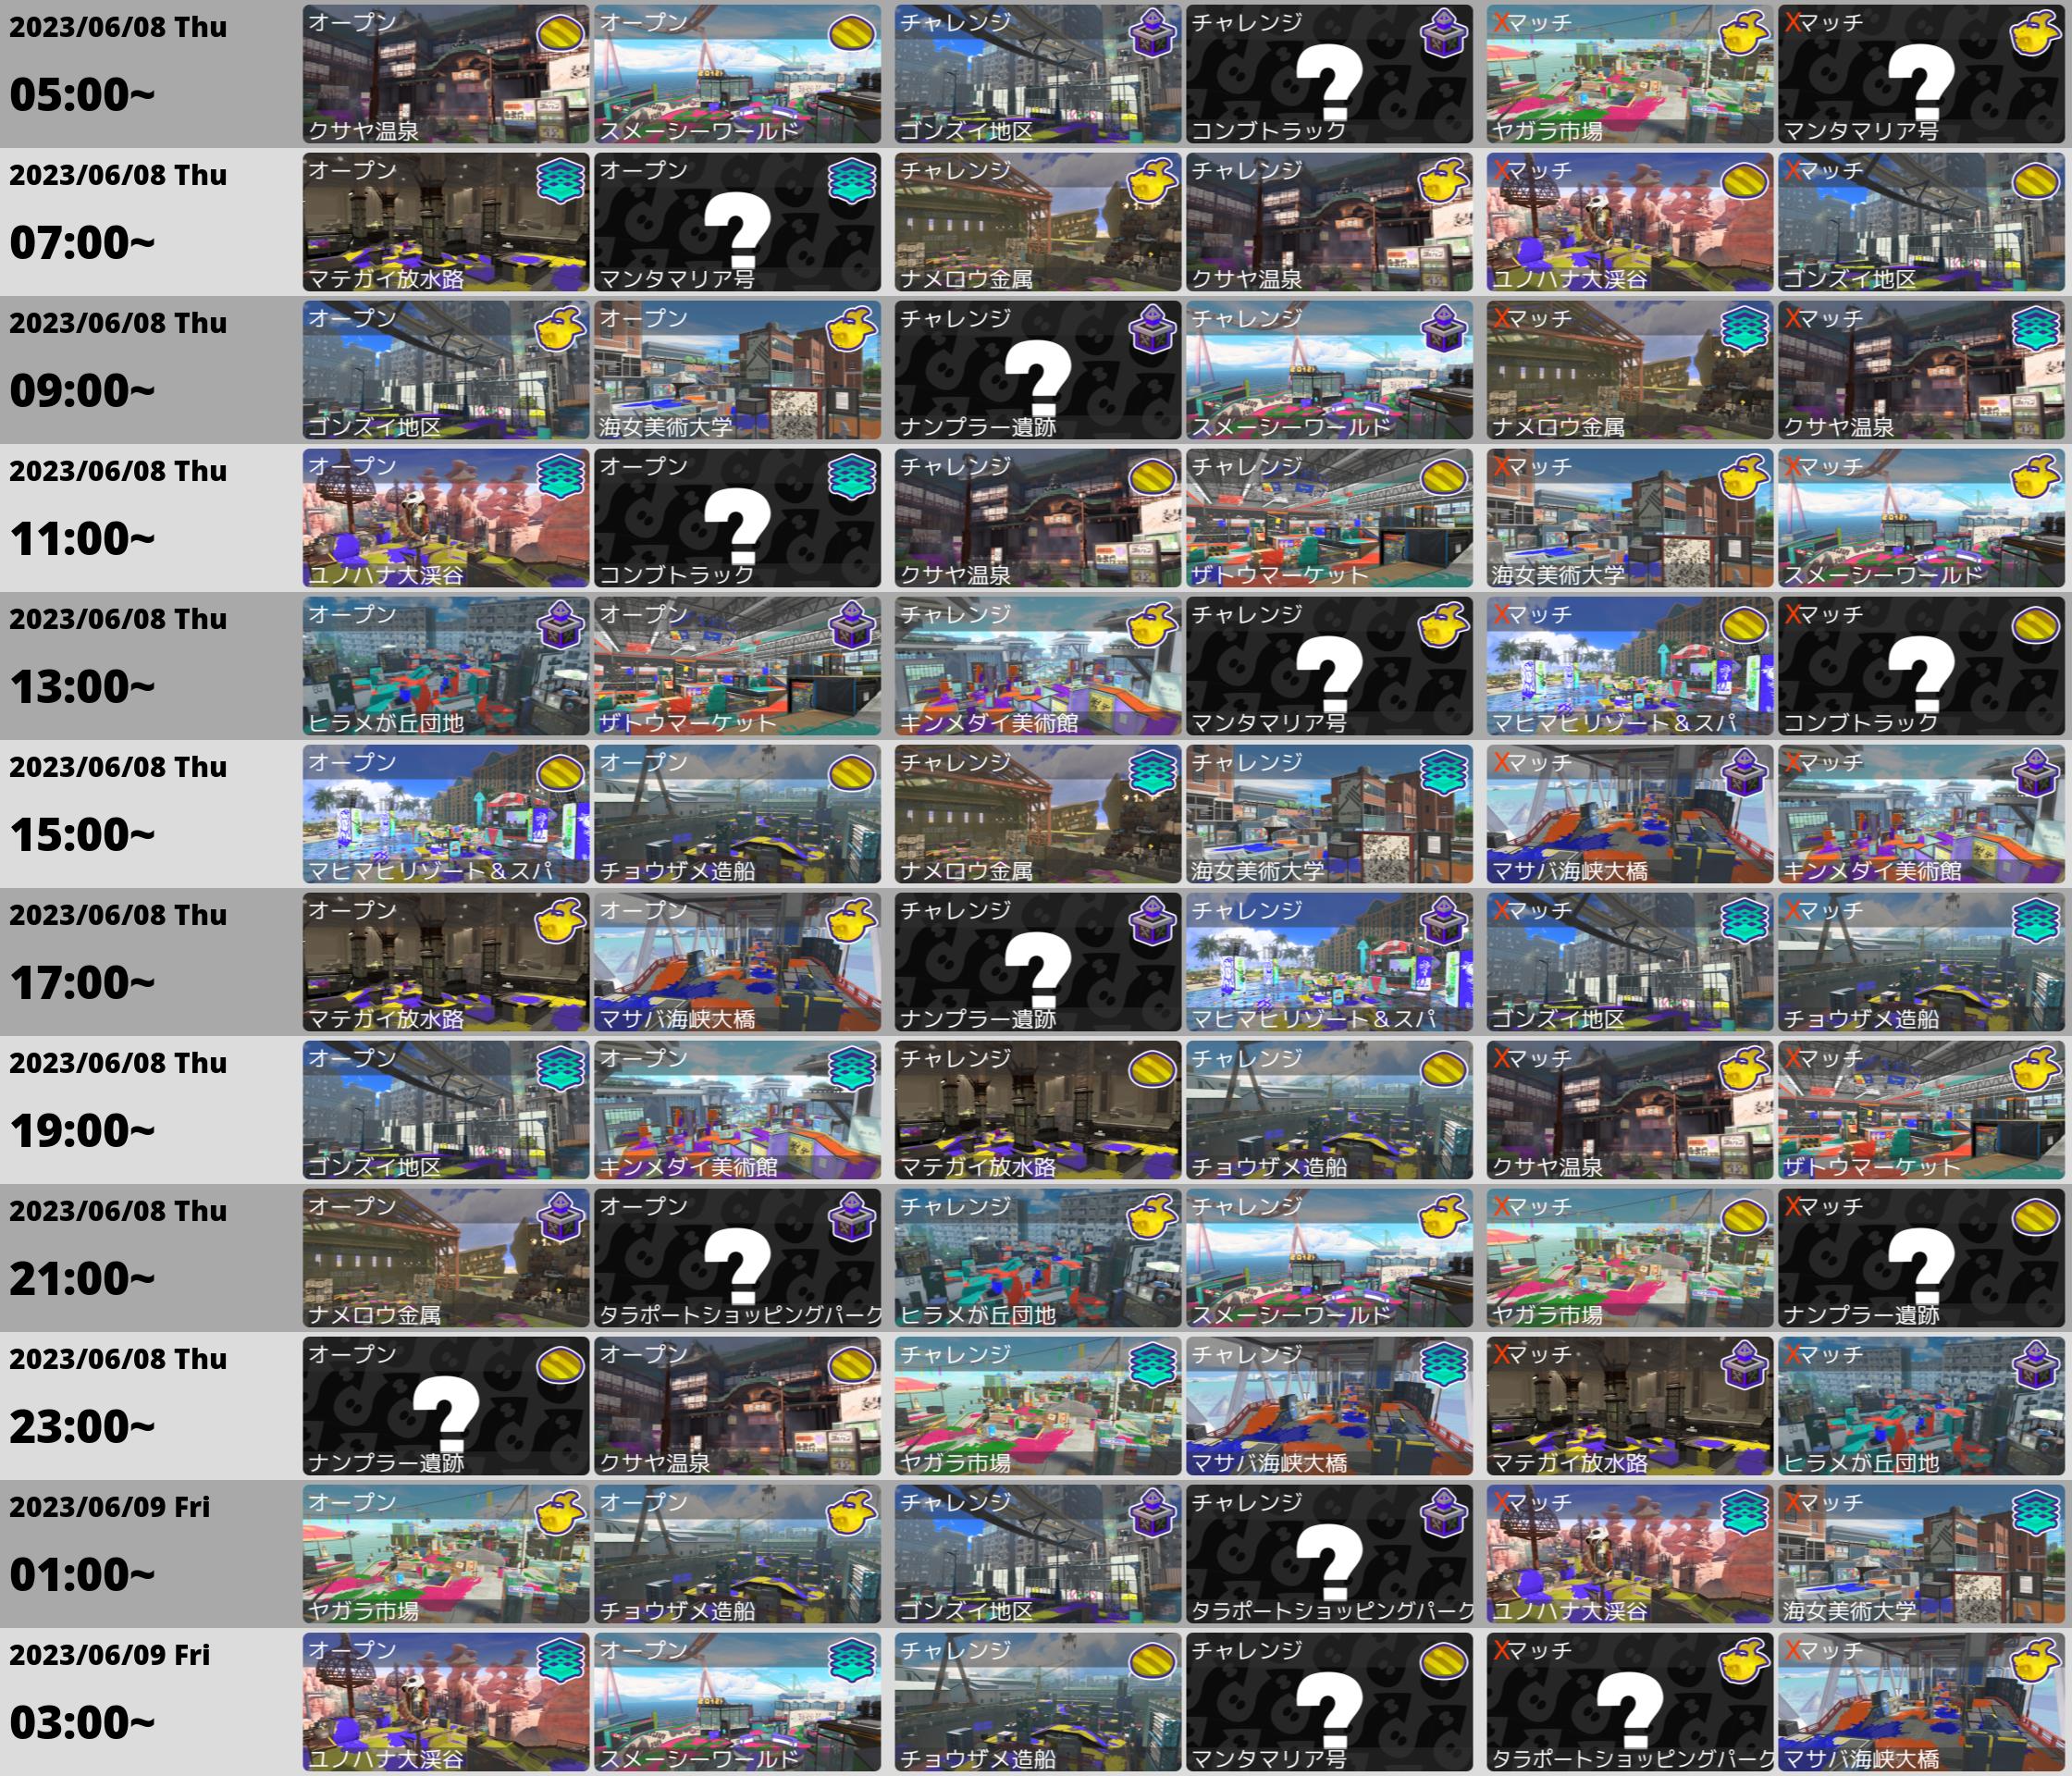 2023/06/08 Thu
05:00~
オープン
クサヤ温泉
オープン
スメーシーワールド
チャレンジ
ゴンズイ地区
チャレンジ
コンブトラック
Xマッチ
ヤガラ市場
Xマッチ
マンタマリア号
2023/06/08 Thu
07:00~
オープン
マテガイ放水路
オープン
マンタマリア号
チャレンジ
ナメロウ金属
チャレンジ
クサヤ温泉
Xマッチ
ユノハナ大渓谷
Xマッチ
ゴンズイ地区
2023/06/08 Thu
09:00~
オープン
ゴンズイ地区
オープン
海女美術大学
チャレンジ
ナンプラー遺跡
チャレンジ
スメーシーワールド
Xマッチ
ナメロウ金属
Xマッチ
クサヤ温泉
2023/06/08 Thu
11:00~
オープン
ユノハナ大渓谷
オープン
コンブトラック
チャレンジ
クサヤ温泉
チャレンジ
ザトウマーケット
Xマッチ
海女美術大学
Xマッチ
スメーシーワールド
2023/06/08 Thu
13:00~
オープン
ヒラメが丘団地
オープン
ザトウマーケット
チャレンジ
キンメダイ美術館
チャレンジ
マンタマリア号
Xマッチ
マヒマヒリゾート＆スパ
Xマッチ
コンブトラック
2023/06/08 Thu
15:00~
オープン
マヒマヒリゾート＆スパ
オープン
チョウザメ造船
チャレンジ
ナメロウ金属
チャレンジ
海女美術大学
Xマッチ
マサバ海峡大橋
Xマッチ
キンメダイ美術館
2023/06/08 Thu
17:00~
オープン
マテガイ放水路
オープン
マサバ海峡大橋
チャレンジ
ナンプラー遺跡
チャレンジ
マヒマヒリゾート＆スパ
Xマッチ
ゴンズイ地区
Xマッチ
チョウザメ造船
2023/06/08 Thu
19:00~
オープン
ゴンズイ地区
オープン
キンメダイ美術館
チャレンジ
マテガイ放水路
チャレンジ
チョウザメ造船
Xマッチ
クサヤ温泉
Xマッチ
ザトウマーケット
2023/06/08 Thu
21:00~
オープン
ナメロウ金属
オープン
タラポートショッピングパーク
チャレンジ
ヒラメが丘団地
チャレンジ
スメーシーワールド
Xマッチ
ヤガラ市場
Xマッチ
ナンプラー遺跡
2023/06/08 Thu
23:00~
オープン
ナンプラー遺跡
オープン
クサヤ温泉
チャレンジ
ヤガラ市場
チャレンジ
マサバ海峡大橋
Xマッチ
マテガイ放水路
Xマッチ
ヒラメが丘団地
2023/06/09 Fri
01:00~
オープン
ヤガラ市場
オープン
チョウザメ造船
チャレンジ
ゴンズイ地区
チャレンジ
タラポートショッピングパーク
Xマッチ
ユノハナ大渓谷
Xマッチ
海女美術大学
2023/06/09 Fri
03:00~
オープン
ユノハナ大渓谷
オープン
スメーシーワールド
チャレンジ
チョウザメ造船
チャレンジ
マンタマリア号
Xマッチ
タラポートショッピングパーク
Xマッチ
マサバ海峡大橋